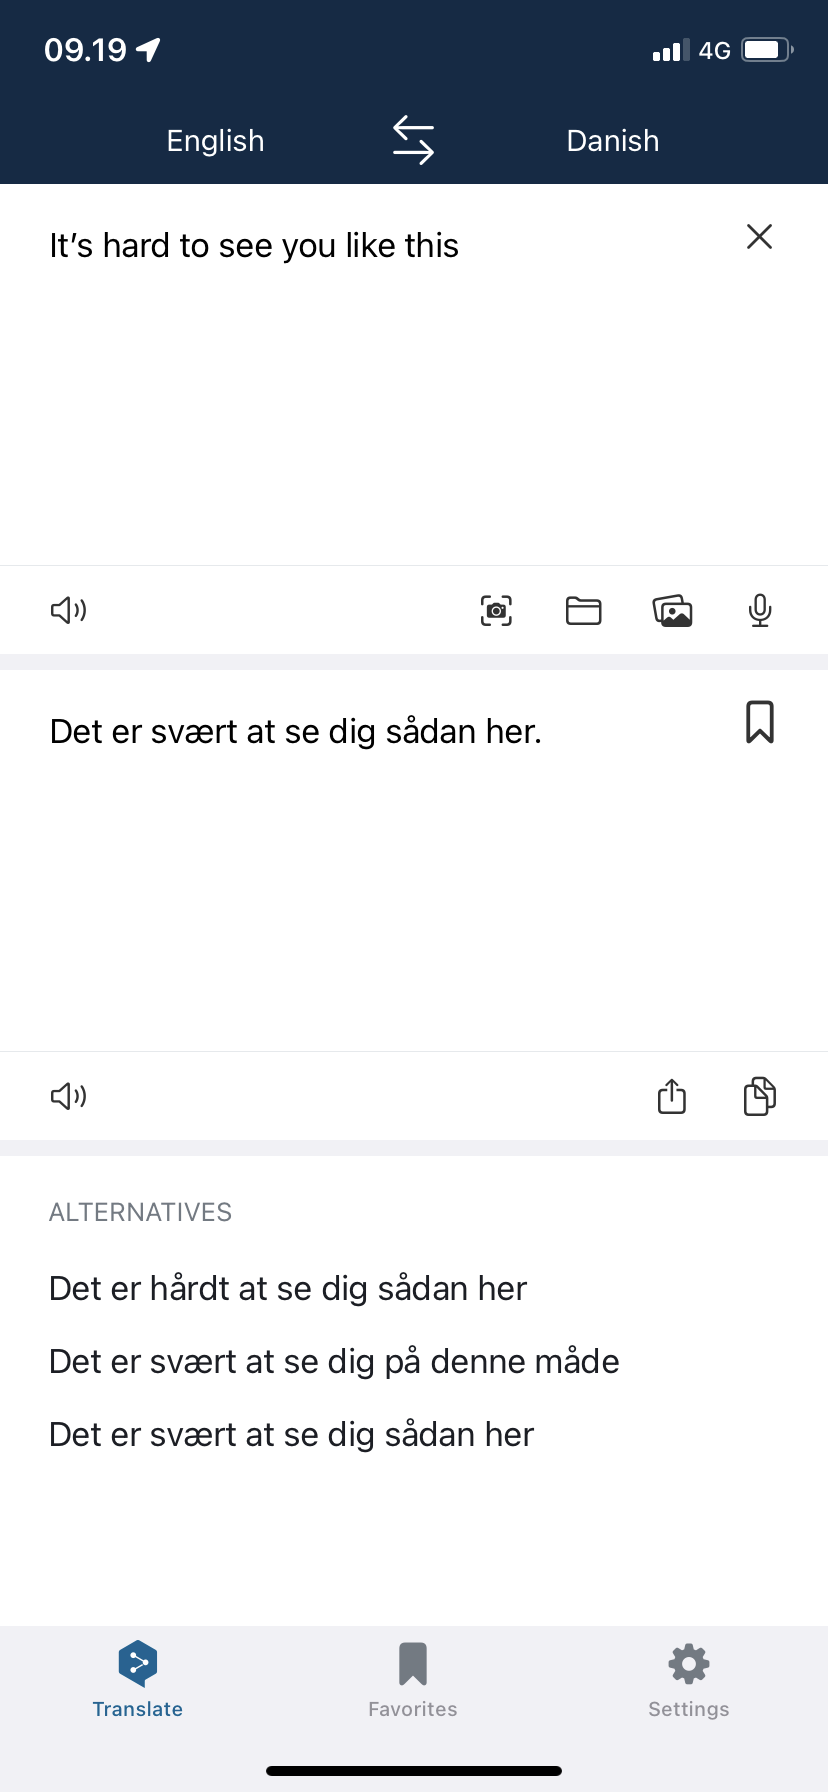 09.19
4G
English
Danish
It’s hard to see you like this
Det er svært at se dig sådan her.
ALTERNATIVES
Det er hårdt at se dig sådan her
Det er svært at se dig på denne måde
Det er svært at se dig sådan her
Translate
Favorites
Settings